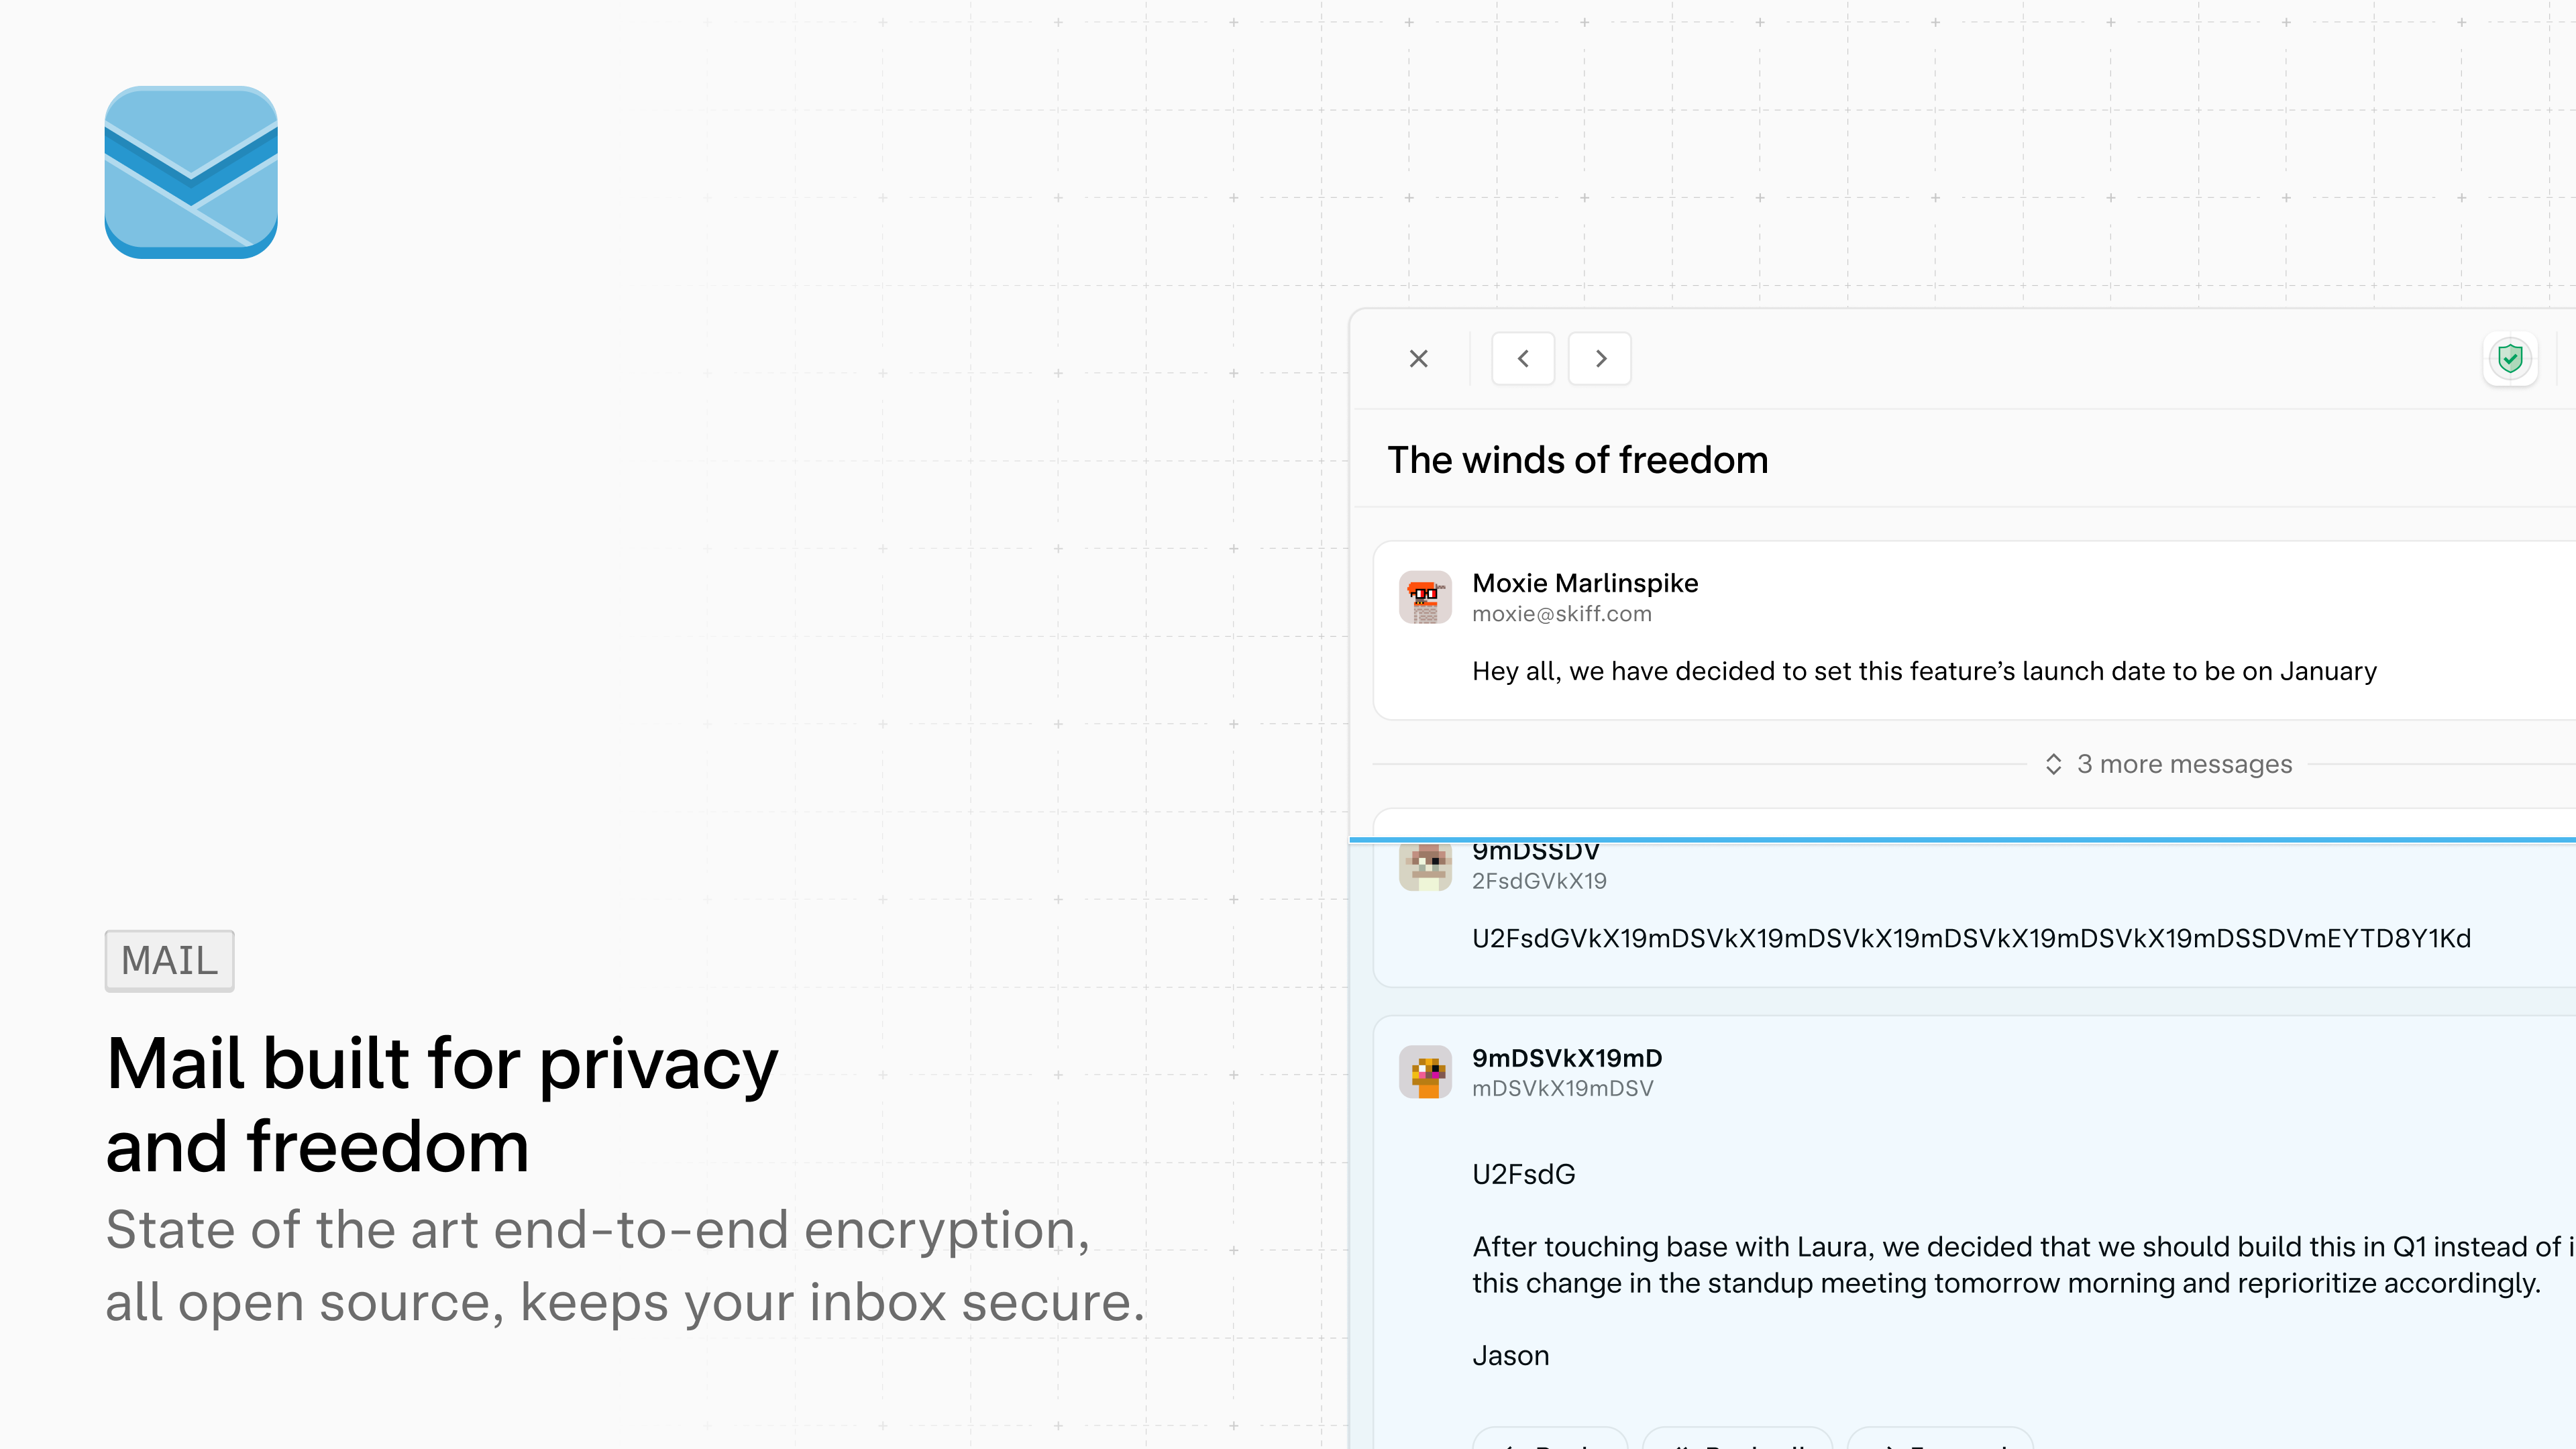 MAIL
Mail built for privacy
and freedom
State of the art end-to-end encryption,
all open source, keeps your inbox secure.
The winds of freedom
Moxie Marlinspike
moxie@skiff.com
Hey all, we have decided to set this feature’s launch date to be on January
3 more messages
9mDSSDV
2FsdGVkX19
U2FsdGVkX19mDSVkX19mDSVkX19mDSVkX19mDSVkX19mDSSDVmEYTD8Y1Kd
9mDSVkX19mD
mDSVkX19mDSV
U2FsdG
After touching base with Laura, we decided that we should build this in Q1 instead of
this change in the standup meeting tomorrow morning and reprioritize accordingly.
Jason